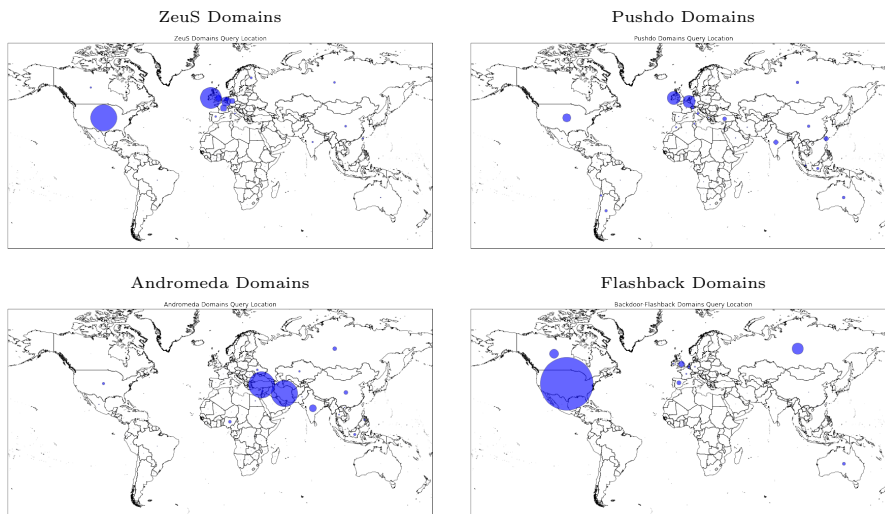 ZeuS Domains
ZeuS Domains Query Location
Pushdo Domains
Pushdo Domains Query Location
Andromeda Domains
Andromeda Domains Query Location
Flashback Domains
Backdoor Flashback Domains Query Location